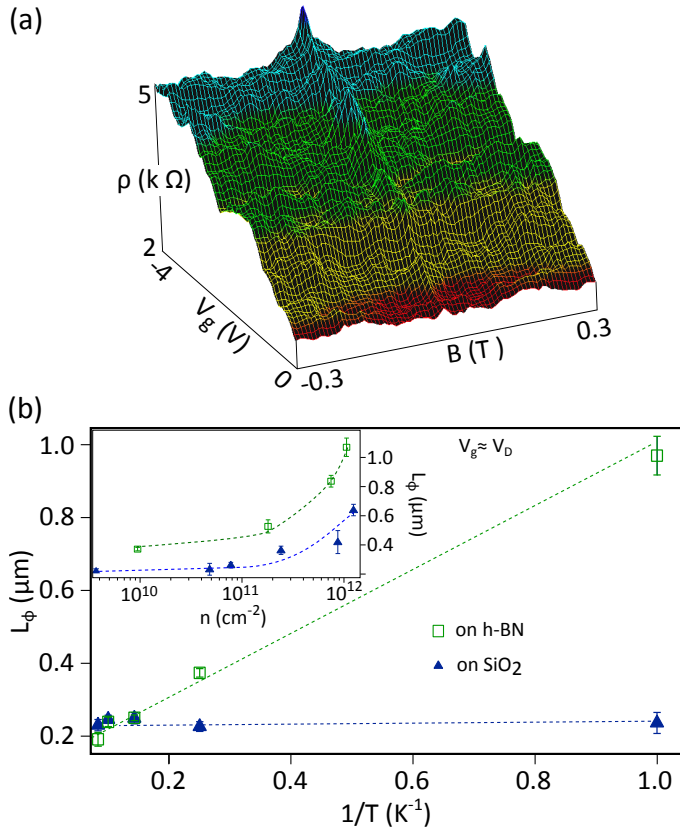 (a)
5
ρ (k Ω)
2
-4
V_g (V)
0
-0.3
B (T )
0.3
(b)
1.0
0.8
0.6
0.4
0.2
L_ϕ (μm)
V_g ≈ V_D
1.0
0.8
0.6
0.4
L_ϕ (μm)
10^10
10^11
10^12
n (cm^-2)
on h-BN
on SiO_2
0.2
0.4
0.6
0.8
1.0
1/T (K^-1)